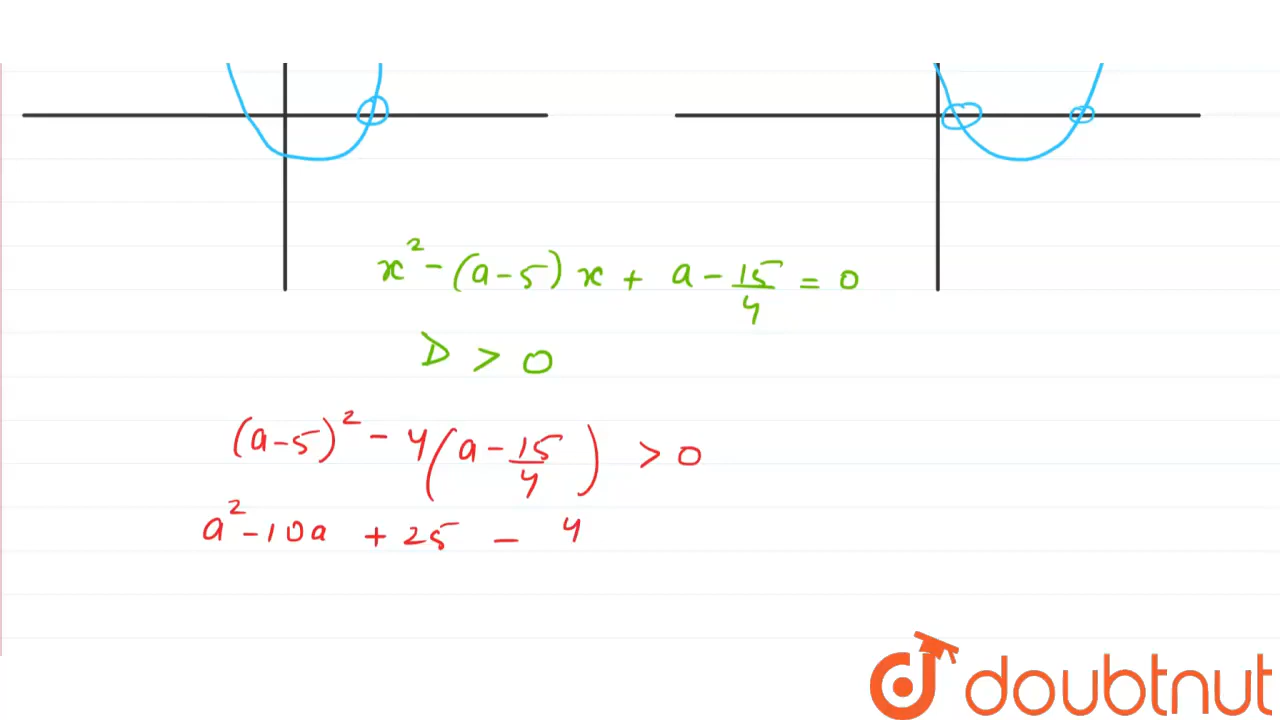 x² - (a-5)x + a - 15/4 = 0
D > 0
(a-5)² - 4(a - 15/4) > 0
a² - 10a + 25 - 4
doubtnut